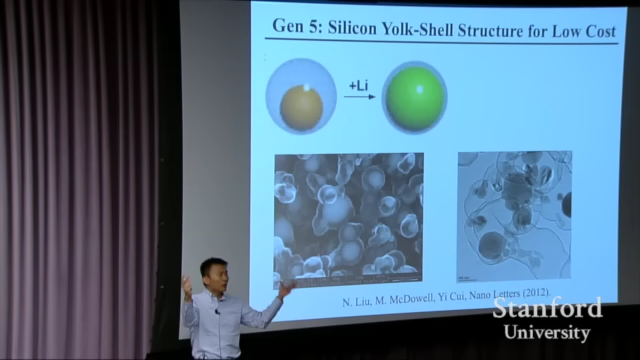 Gen 5: Silicon Yolk-Shell Structure for Low Cost
+Li
N. Liu, M. McDowell, Yi Cui, Nano Letters (2012).
Stanford
University